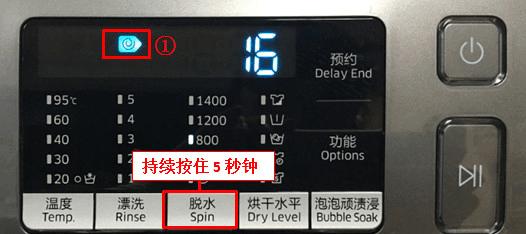 ① 16
预约
Delay End
95℃ 5 1400
60 4 1200
40 3 800
30 2
20
功能
Options
持续按住 5 秒钟
温度 漂洗 脱水 烘干水平 泡泡顽渍浸
Temp. Rinse Spin Dry Level Bubble Soak